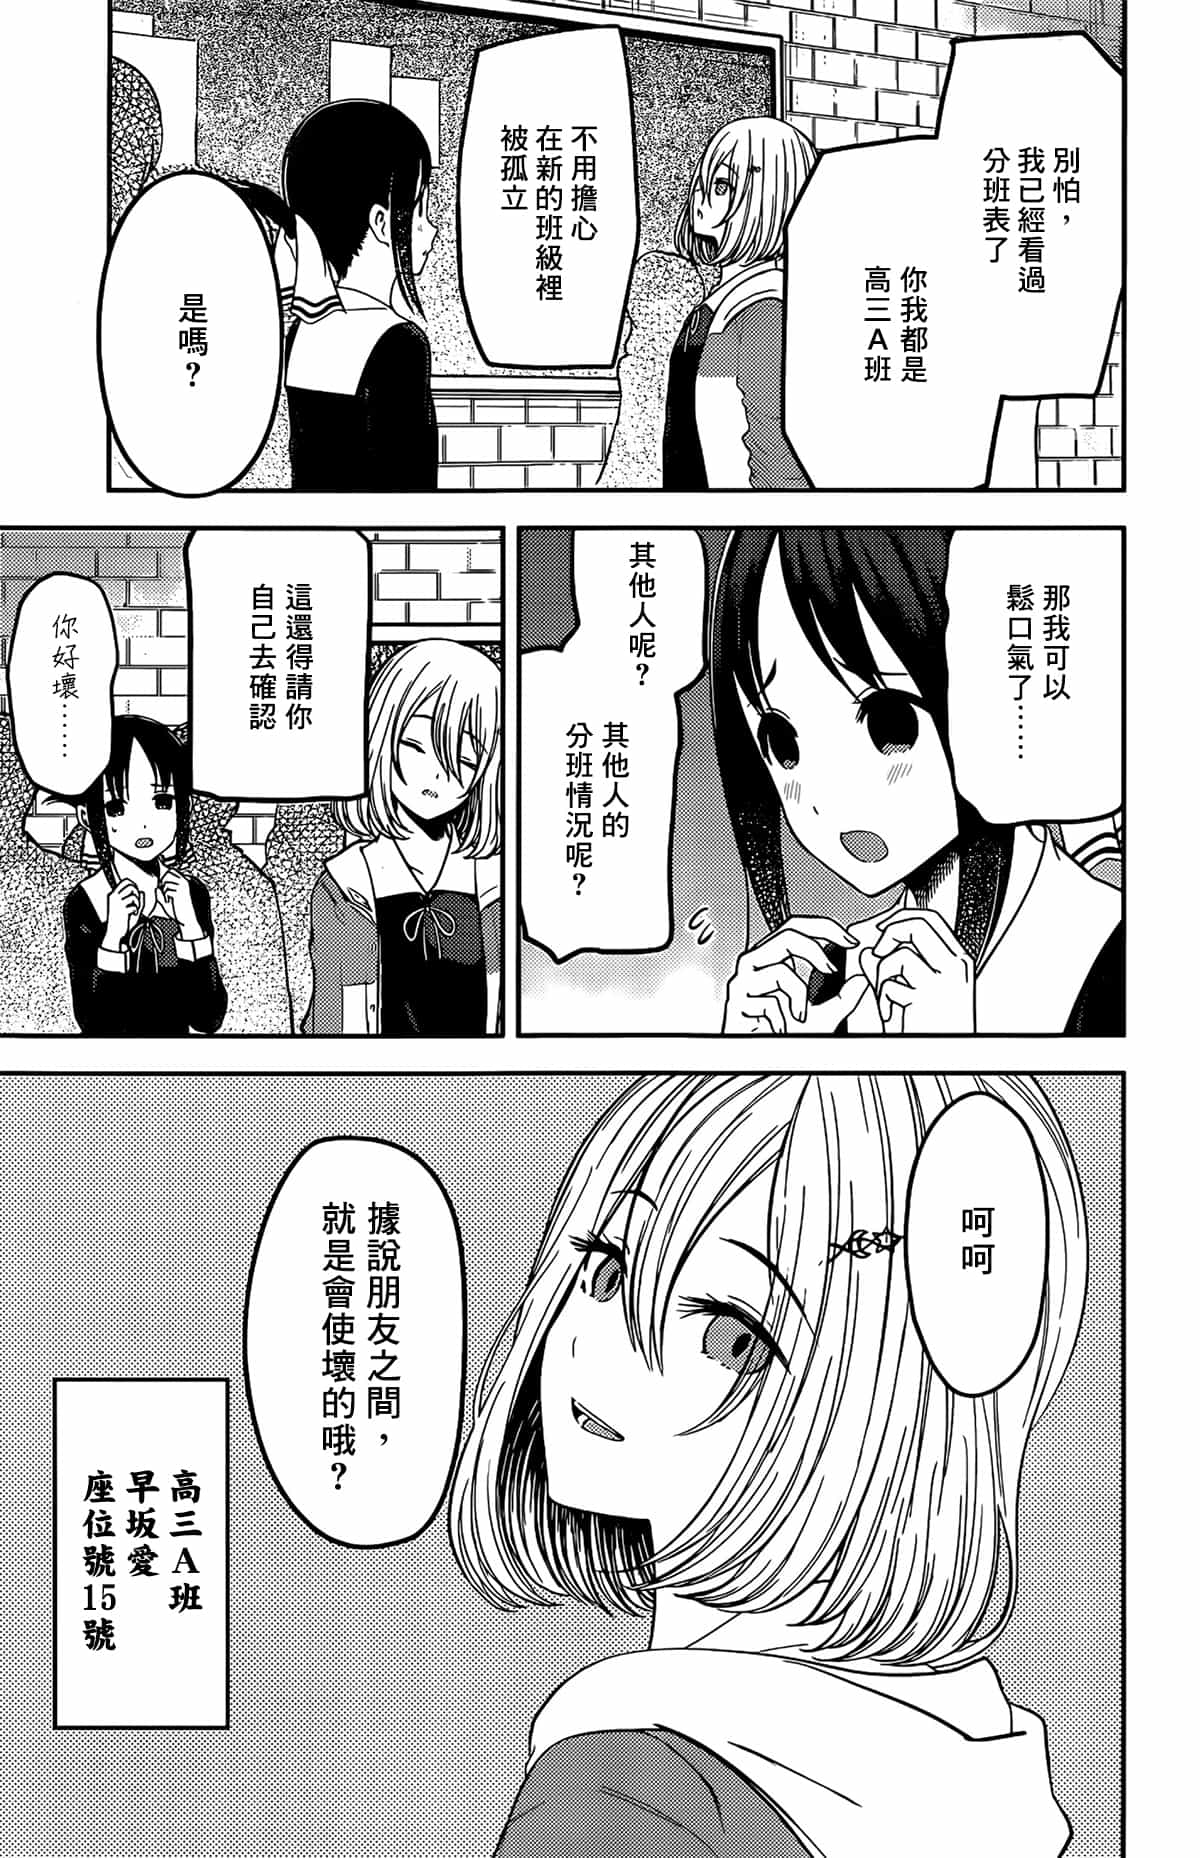 別怕，
我已經看過
分班表了
你我都是
高三A班
不用擔心
在新的班級裡
被孤立
是嗎？
那我可以
鬆口氣了……
其他人呢？
其他人的
分班情況呢？
這還得請你
自己去確認
你好壞……
呵呵
據說朋友之間，
就是會使壞的哦？
高三A班
早坂愛
座位號15號